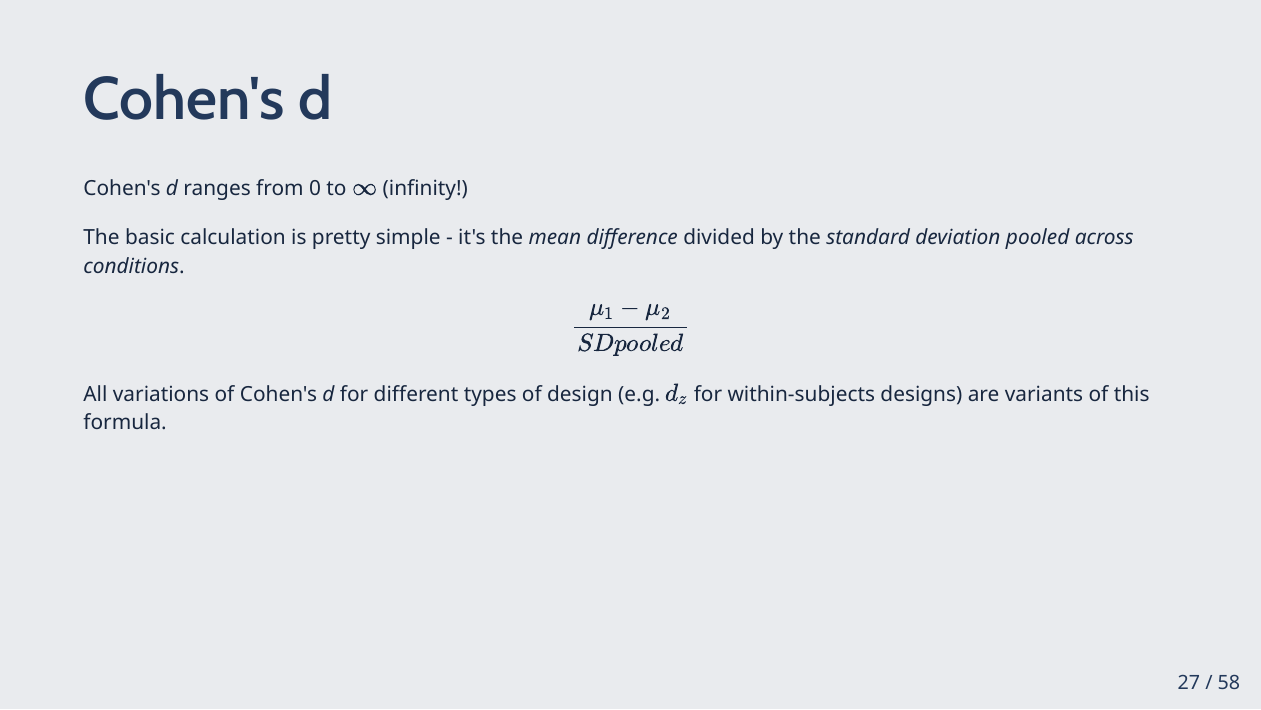 Cohen's d
Cohen's d ranges from 0 to ∞ (infinity!)
The basic calculation is pretty simple - it's the mean difference divided by the standard deviation pooled across
conditions.
μ₁ − μ₂
SDpooled
All variations of Cohen's d for different types of design (e.g. d_z for within-subjects designs) are variants of this
formula.
27 / 58